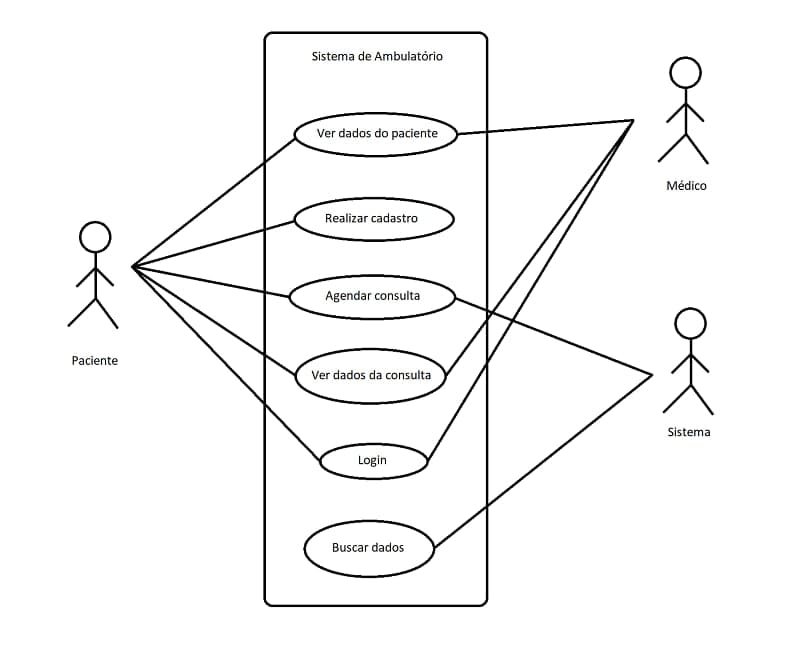 Sistema de Ambulatório
Ver dados do paciente
Médico
Realizar cadastro
Agendar consulta
Paciente
Ver dados da consulta
Sistema
Login
Buscar dados